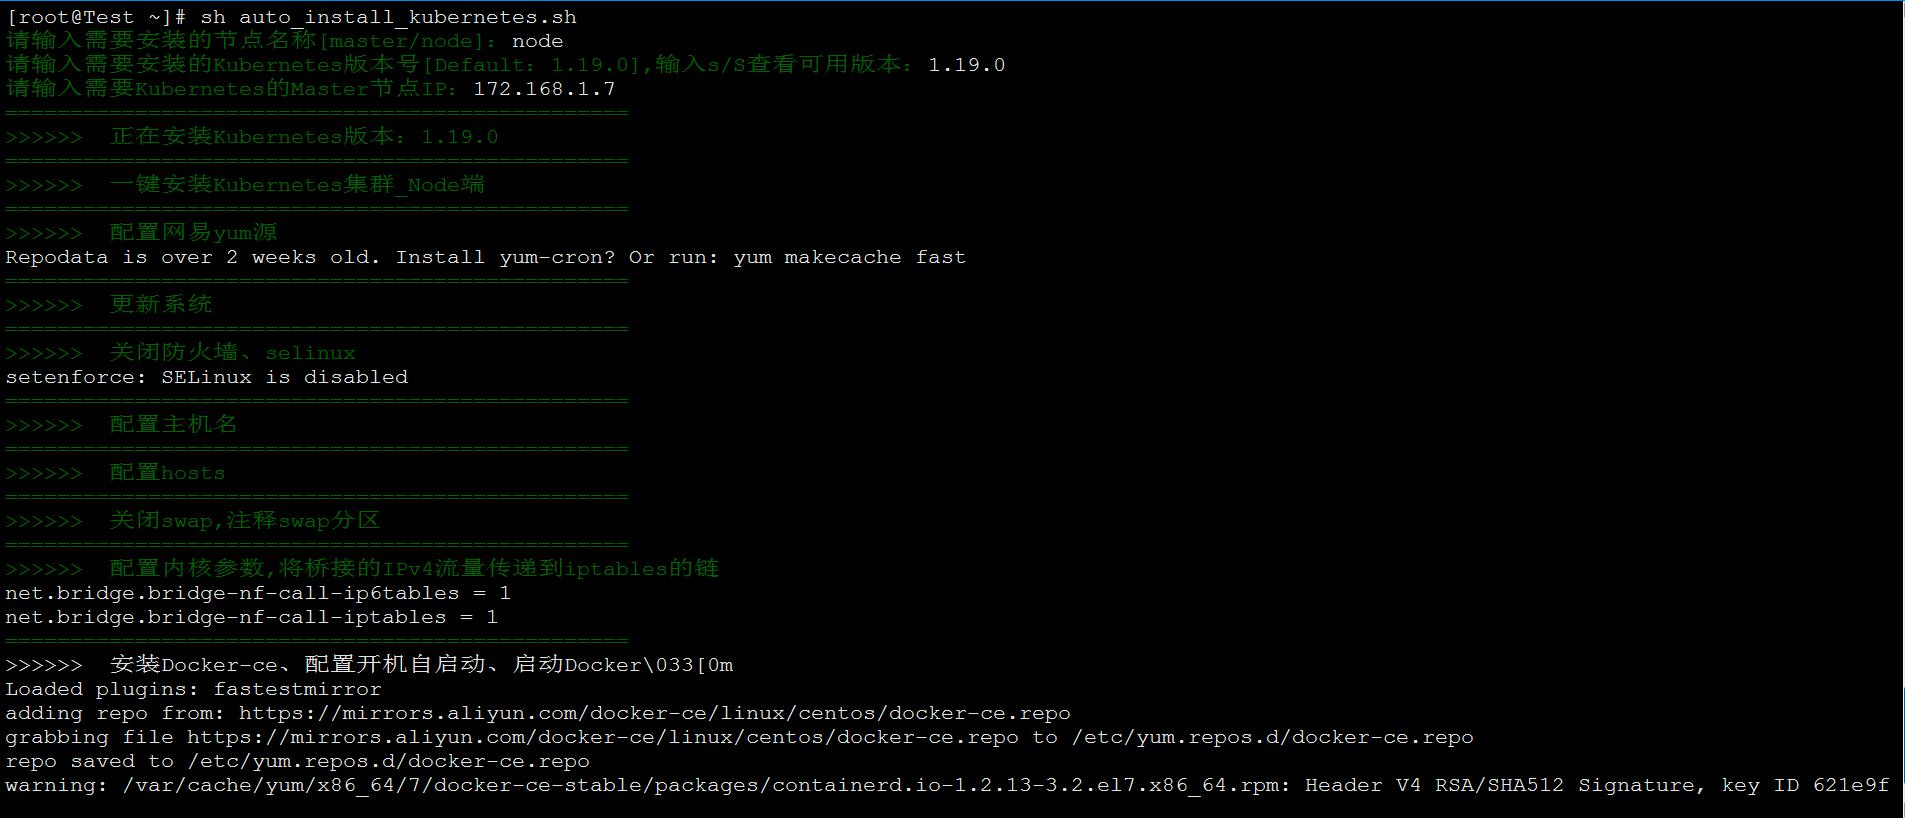 [root@Test ~]# sh auto_install_kubernetes.sh
请输入需要安装的节点名称[master/node]：node
请输入需要安装的Kubernetes版本号[Default：1.19.0],输入s/S查看可用版本：1.19.0
请输入需要Kubernetes的Master节点IP：172.168.1.7
================================================
>>>>>>  正在安装Kubernetes版本：1.19.0
================================================
>>>>>>  一键安装Kubernetes集群_Node端
================================================
>>>>>>  配置网易yum源
Repodata is over 2 weeks old. Install yum-cron? Or run: yum makecache fast
================================================
>>>>>>  更新系统
================================================
>>>>>>  关闭防火墙、selinux
setenforce: SELinux is disabled
================================================
>>>>>>  配置主机名
================================================
>>>>>>  配置hosts
================================================
>>>>>>  关闭swap,注释swap分区
================================================
>>>>>>  配置内核参数,将桥接的IPv4流量传递到iptables的链
net.bridge.bridge-nf-call-ip6tables = 1
net.bridge.bridge-nf-call-iptables = 1
================================================
>>>>>>  安装Docker-ce、配置开机自启动、启动Docker\033[0m
Loaded plugins: fastestmirror
adding repo from: https://mirrors.aliyun.com/docker-ce/linux/centos/docker-ce.repo
grabbing file https://mirrors.aliyun.com/docker-ce/linux/centos/docker-ce.repo to /etc/yum.repos.d/docker-ce.repo
repo saved to /etc/yum.repos.d/docker-ce.repo
warning: /var/cache/yum/x86_64/7/docker-ce-stable/packages/containerd.io-1.2.13-3.2.el7.x86_64.rpm: Header V4 RSA/SHA512 Signature, key ID 621e9f